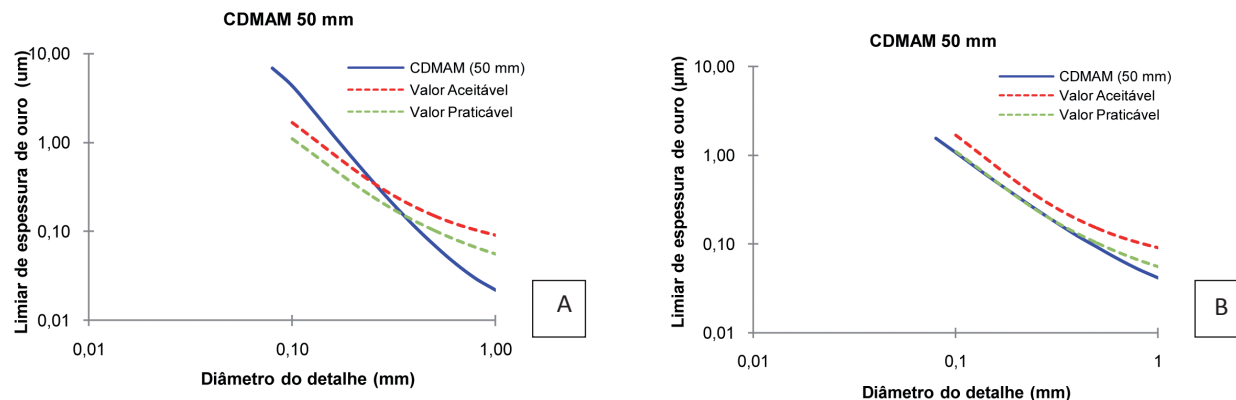 CDMAM 50 mm
10,00
1,00
0,10
0,01
Limiar de espessura de ouro (um)
CDMAM (50 mm)
Valor Aceitável
Valor Praticável
0,01
0,10
1,00
Diâmetro do detalhe (mm)
A
CDMAM 50 mm
10,00
1,00
0,10
0,01
Limiar de espessura de ouro (µm)
CDMAM (50 mm)
Valor Aceitável
Valor Praticável
0,01
0,1
1
Diâmetro do detalhe (mm)
B